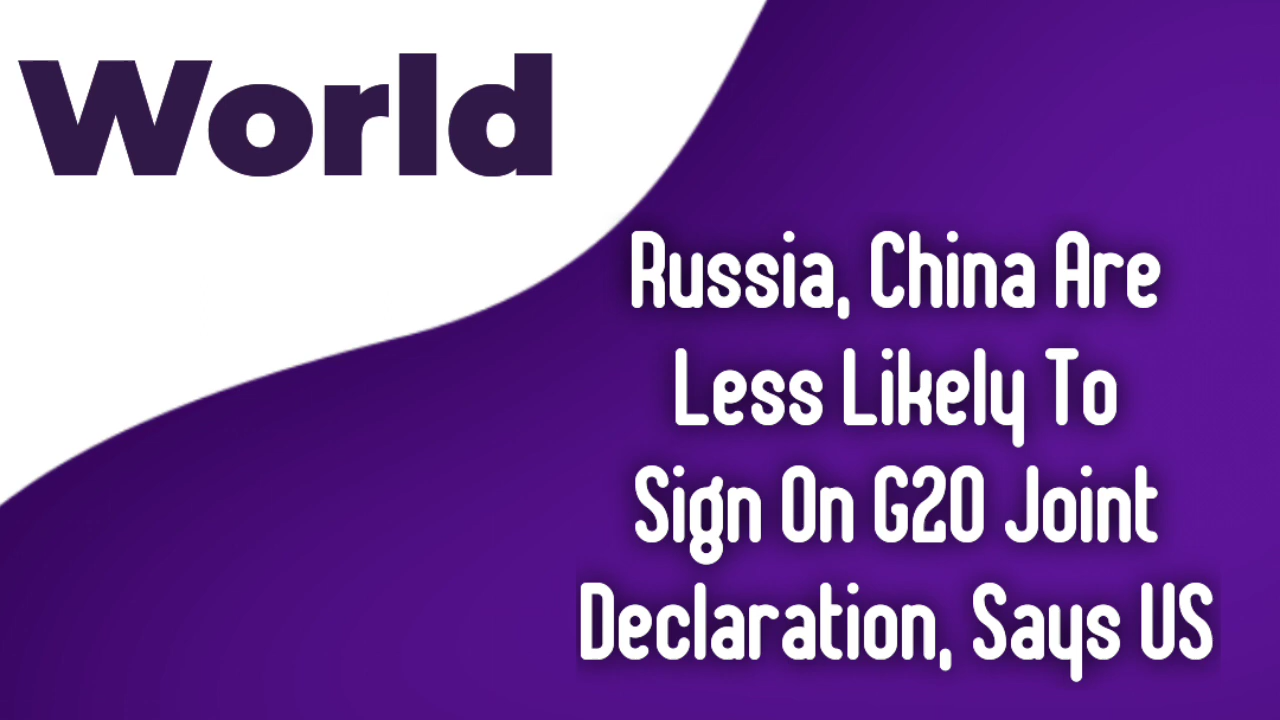 World
Russia, China Are
Less Likely To
Sign On G20 Joint
Declaration, Says US